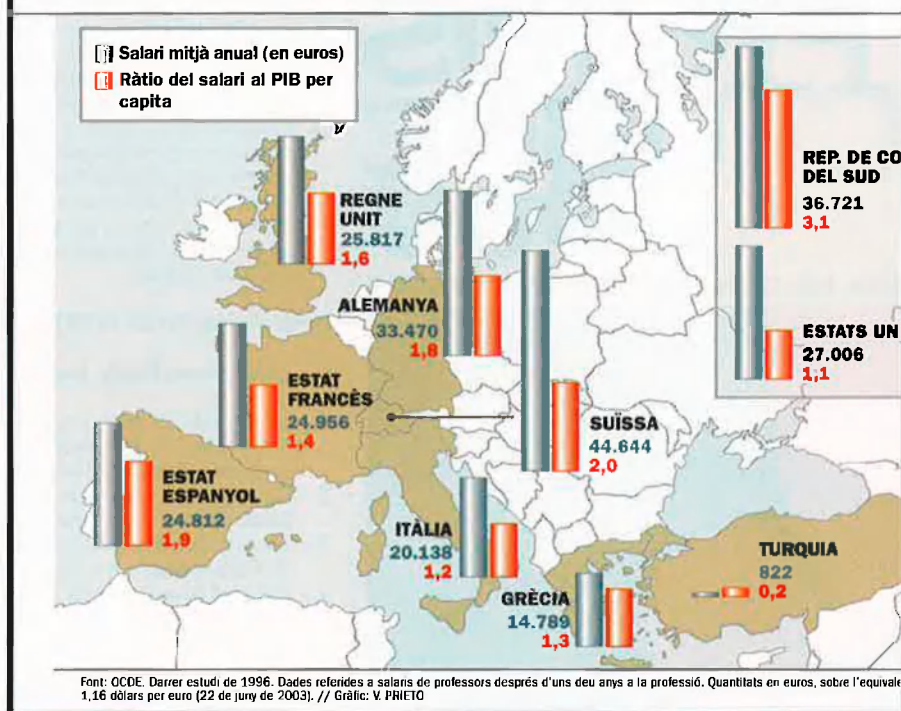 Salari mitjà anual (en euros)
Ràtio del salari al PIB per
capita
REGNE
UNIT
25.817
1,6
ALEMANYA
33.470
1,8
ESTAT
FRANCÈS
24.956
1,4
ESTAT
ESPANYOL
24.812
1,9
SUÏSSA
44.644
2,0
ITÀLIA
20.138
1,2
GRÈCIA
14.789
1,3
TURQUIA
822
0,2
REP. DE CO
DEL SUD
36.721
3,1
ESTATS UN
27.006
1,1
Font: OCDE. Darrer estudi de 1996. Dades referides a salaris de professors després d'uns deu anys a la professió. Quantitats en euros, sobre l'equivale
1,16 dòlars per euro (22 de juny de 2003). // Gràfic: V. PRIETO